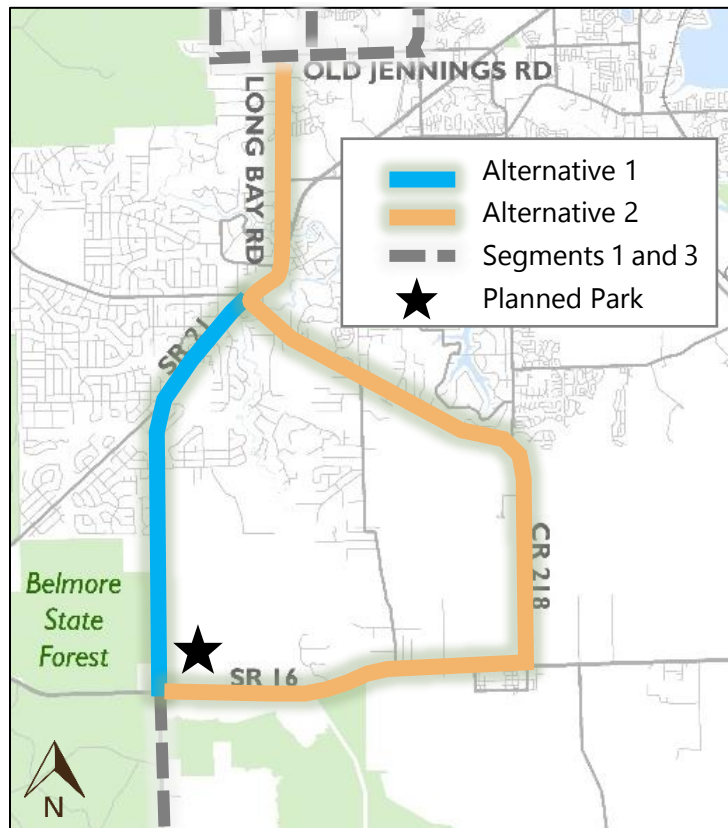 OLD JENNINGS RD
LONG BAY RD
Alternative 1
Alternative 2
Segments 1 and 3
Planned Park
SR 21
CR 218
Belmore
State
Forest
SR 16
N